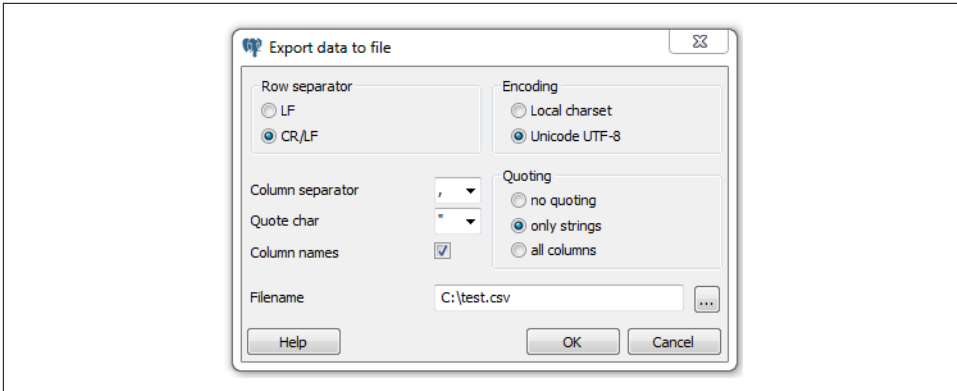 Export data to file
Row separator
LF
CR/LF
Encoding
Local charset
Unicode UTF-8
Column separator ,
Quote char "
Column names
Quoting
no quoting
only strings
all columns
Filename C:\test.csv ...
Help OK Cancel